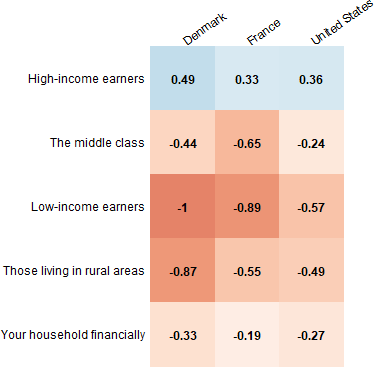 Denmark France United States
High-income earners 0.49 0.33 0.36
The middle class -0.44 -0.65 -0.24
Low-income earners -1 -0.89 -0.57
Those living in rural areas -0.87 -0.55 -0.49
Your household financially -0.33 -0.19 -0.27